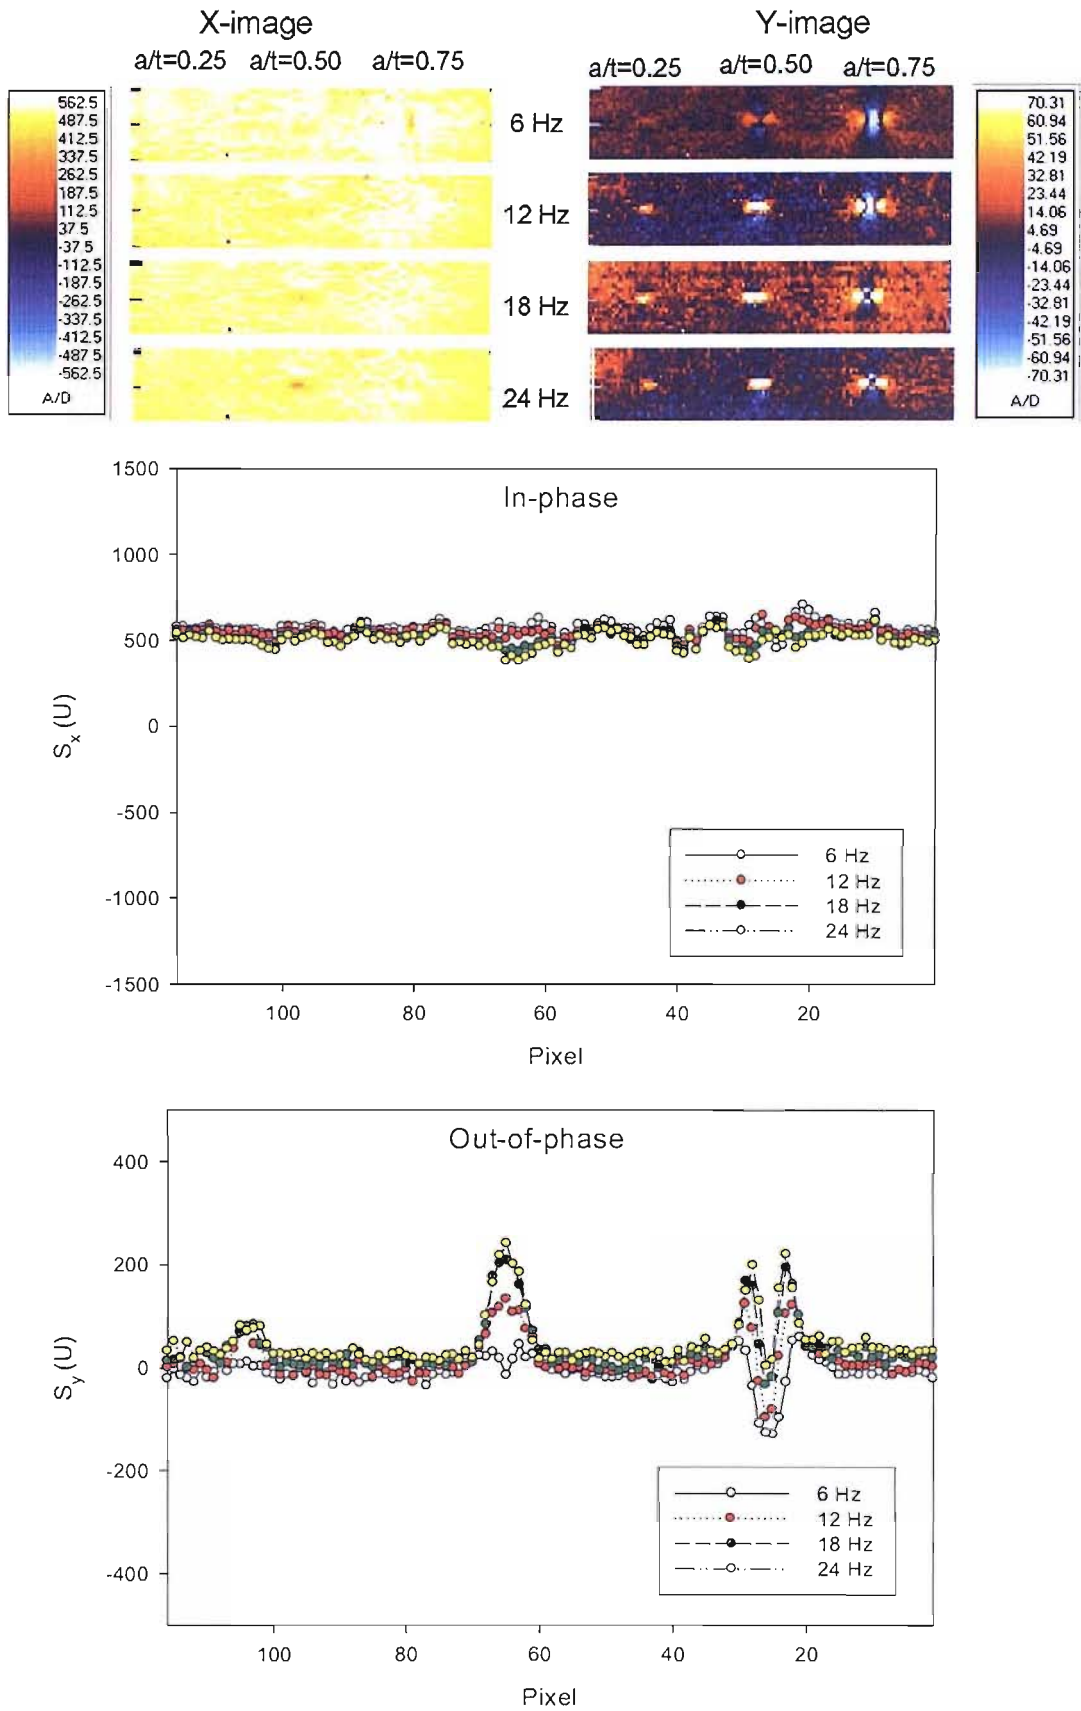 X-image
Y-image
a/t=0.25 a/t=0.50 a/t=0.75
a/t=0.25 a/t=0.50 a/t=0.75
562.5
487.5
412.5
337.5
262.5
187.5
112.5
37.5
-37.5
-112.5
-187.5
-262.5
-337.5
-412.5
-487.5
-562.5
A/D
6 Hz
12 Hz
18 Hz
24 Hz
70.31
60.94
51.56
42.19
32.81
23.44
14.06
4.69
-4.69
-14.06
-23.44
-32.81
-42.19
-51.56
-60.94
-70.31
A/D
In-phase
1500
1000
500
0
-500
-1000
-1500
Sx (U)
6 Hz
12 Hz
18 Hz
24 Hz
100 80 60 40 20
Pixel
Out-of-phase
400
200
0
-200
-400
Sy (U)
6 Hz
12 Hz
18 Hz
24 Hz
100 80 60 40 20
Pixel